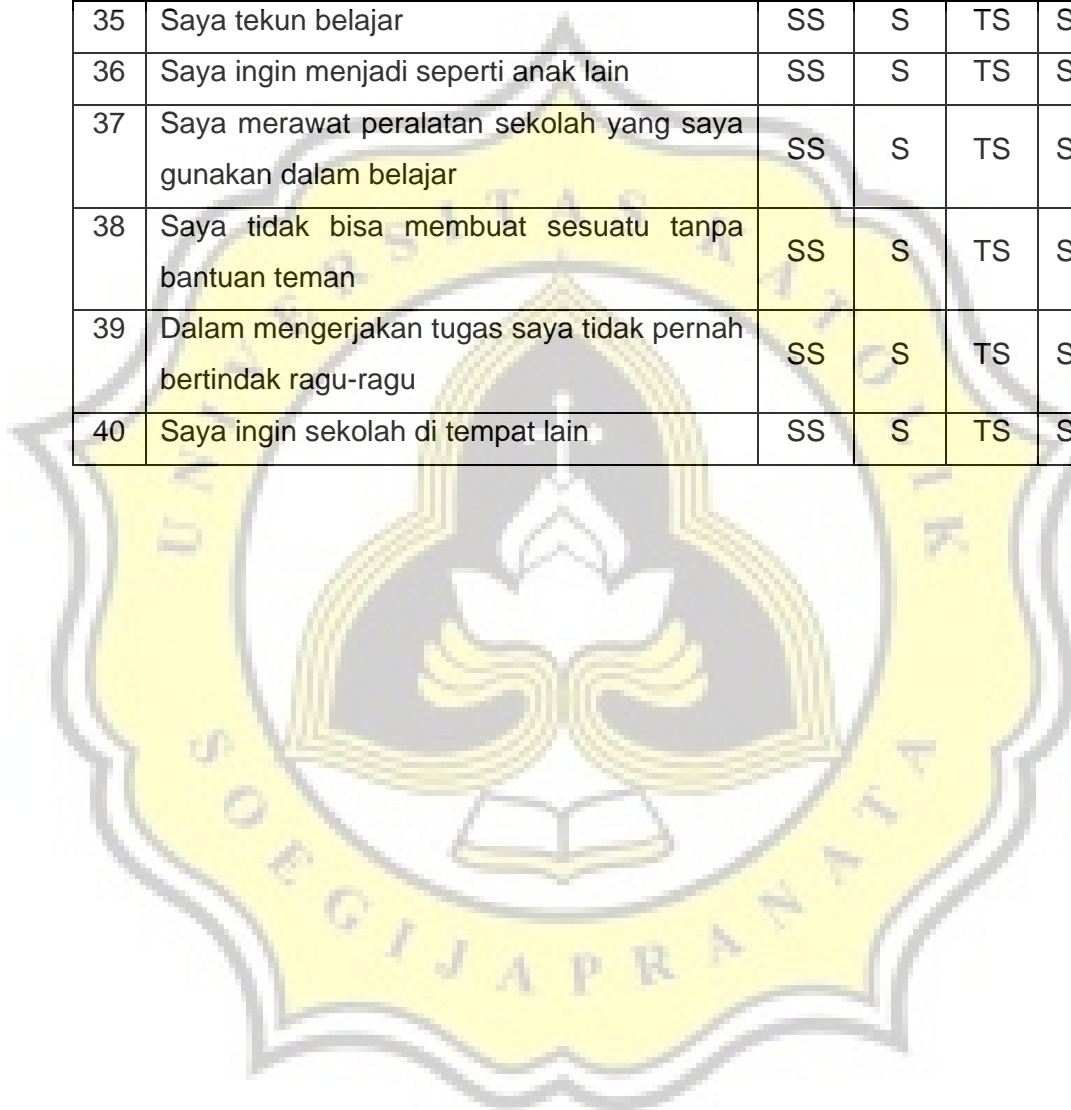 35 Saya tekun belajar SS S TS S
36 Saya ingin menjadi seperti anak lain SS S TS S
37 Saya merawat peralatan sekolah yang saya
gunakan dalam belajar SS S TS S
38 Saya tidak bisa membuat sesuatu tanpa
bantuan teman SS S TS S
39 Dalam mengerjakan tugas saya tidak pernah
bertindak ragu-ragu SS S TS S
40 Saya ingin sekolah di tempat lain SS S TS S
UNIVERSITAS KATOLIK
SOEGIJAPRANATA